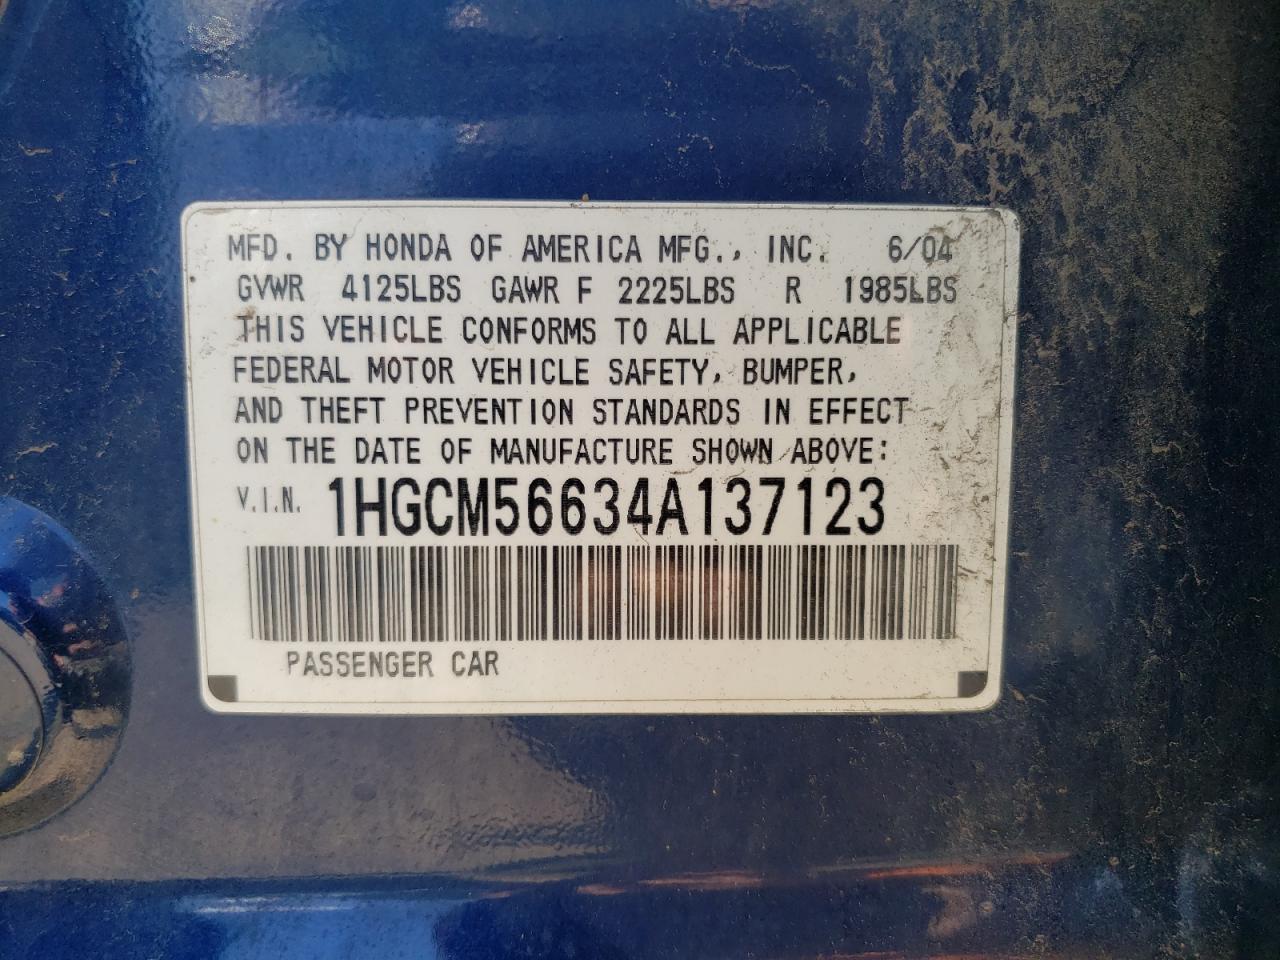 MFD. BY HONDA OF AMERICA MFG., INC. 6/04
GVWR 4125LBS GAWR F 2225LBS R 1985LBS
THIS VEHICLE CONFORMS TO ALL APPLICABLE
FEDERAL MOTOR VEHICLE SAFETY, BUMPER,
AND THEFT PREVENTION STANDARDS IN EFFECT
ON THE DATE OF MANUFACTURE SHOWN ABOVE:
V.I.N. 1HGCM56634A137123
PASSENGER CAR